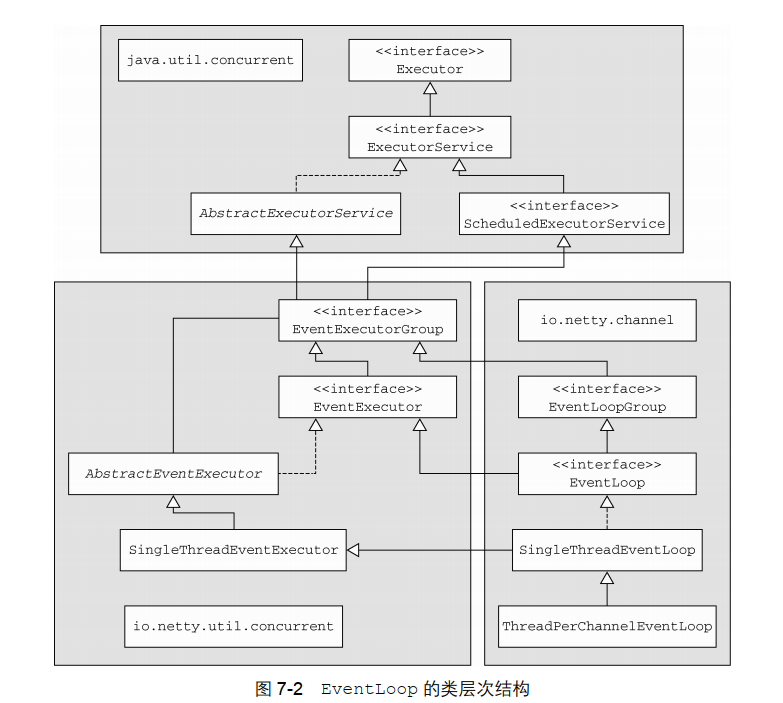 java.util.concurrent
<<interface>>
Executor
<<interface>>
ExecutorService
AbstractExecutorService
<<interface>>
ScheduledExecutorService
<<interface>>
EventExecutorGroup
io.netty.channel
<<interface>>
EventExecutor
<<interface>>
EventLoopGroup
AbstractEventExecutor
<<interface>>
EventLoop
SingleThreadEventExecutor
SingleThreadEventLoop
io.netty.util.concurrent
ThreadPerChannelEventLoop
图 7-2 EventLoop 的类层次结构